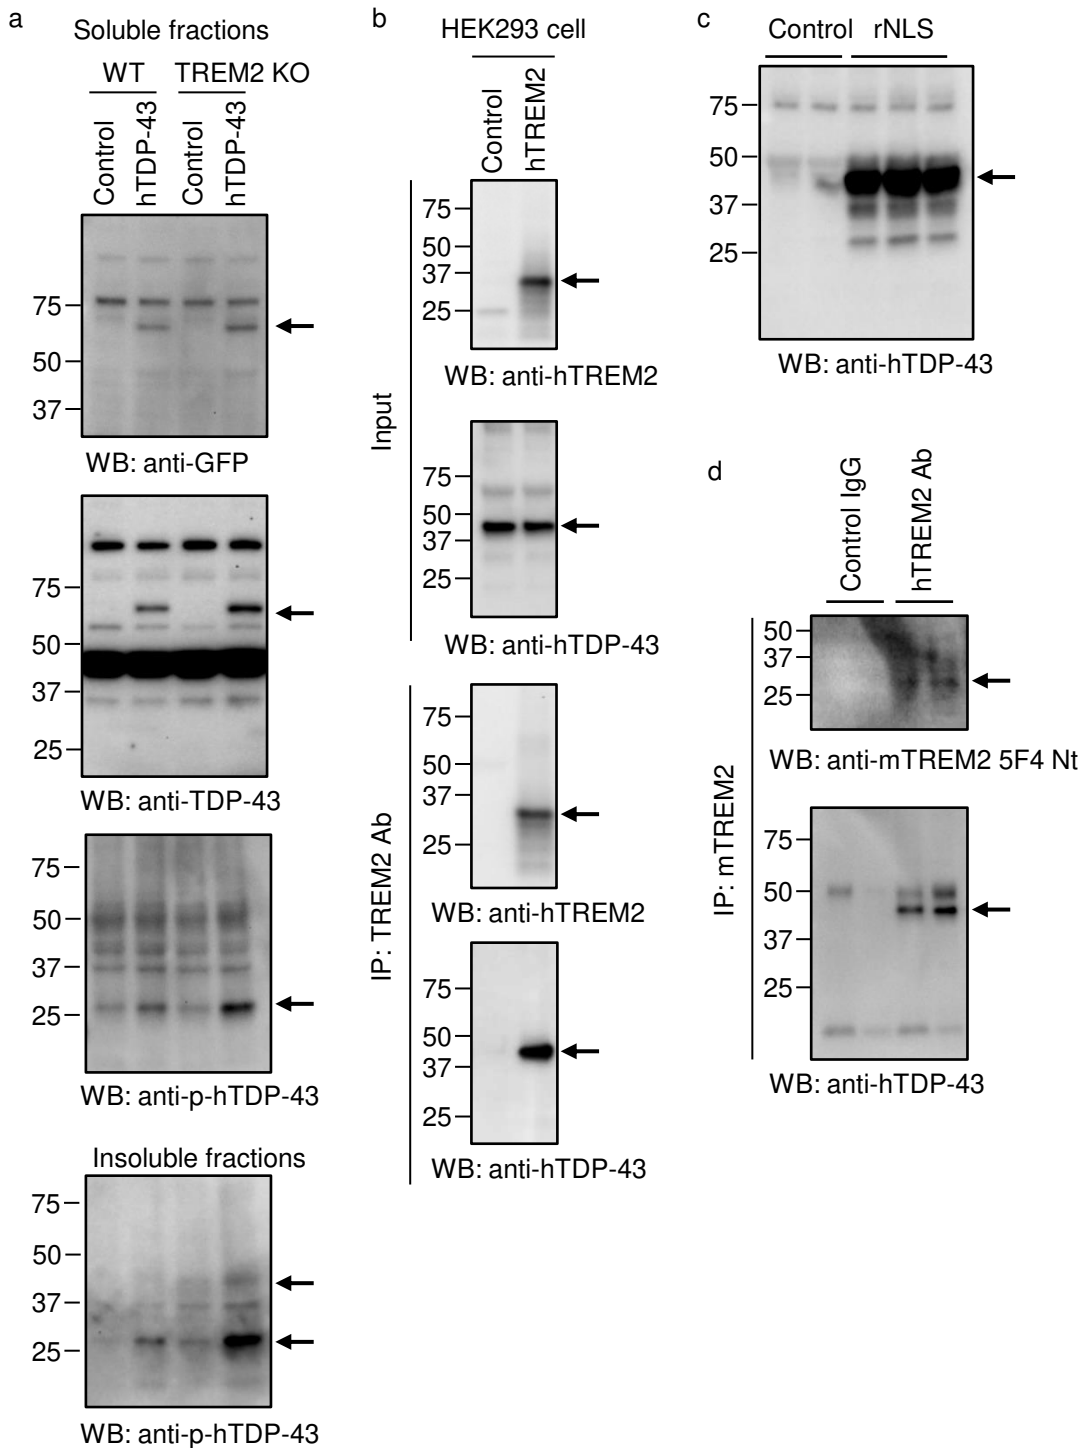 a
Soluble fractions
WT TREM2 KO
Control
hTDP-43
Control
hTDP-43
75
50
37
WB: anti-GFP
75
50
37
25
WB: anti-TDP-43
75
50
37
25
WB: anti-p-hTDP-43
Insoluble fractions
75
50
37
25
WB: anti-p-hTDP-43
b
HEK293 cell
Control
hTREM2
Input
75
50
37
25
WB: anti-hTREM2
75
50
37
25
WB: anti-hTDP-43
IP: TREM2 Ab
75
50
37
25
WB: anti-hTREM2
75
50
37
25
WB: anti-hTDP-43
c
Control rNLS
75
50
37
25
WB: anti-hTDP-43
d
Control IgG
hTREM2 Ab
IP: mTREM2
50
37
25
WB: anti-mTREM2 5F4 Nt
75
50
37
25
WB: anti-hTDP-43